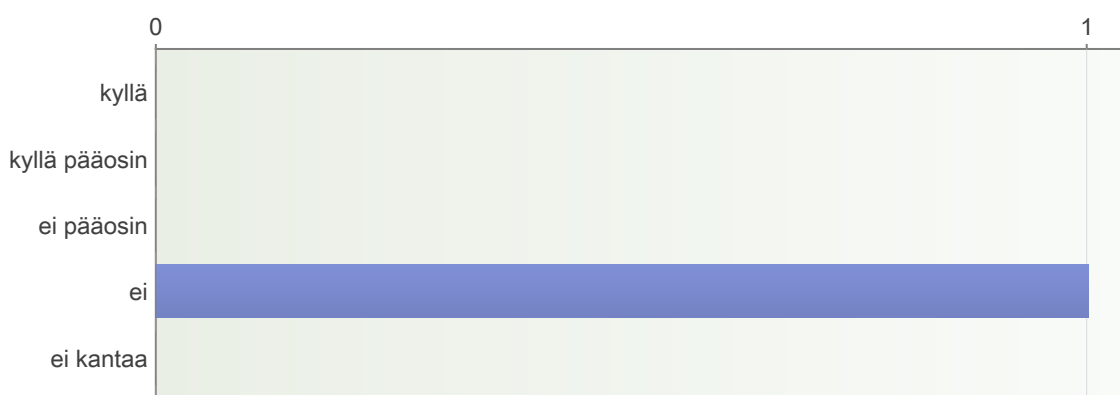 0 1
kyllä
kyllä pääosin
ei pääosin
ei
ei kantaa